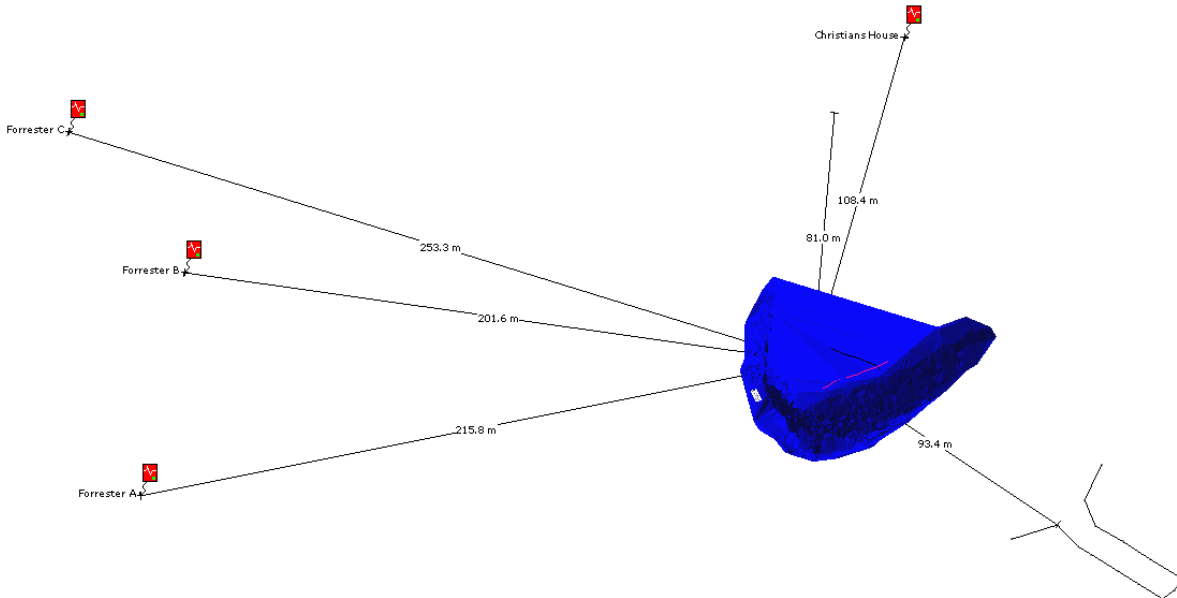 Christians House
Forrester C
108.4 m
81.0 m
253.3 m
Forrester B
201.6 m
215.8 m
93.4 m
Forrester A